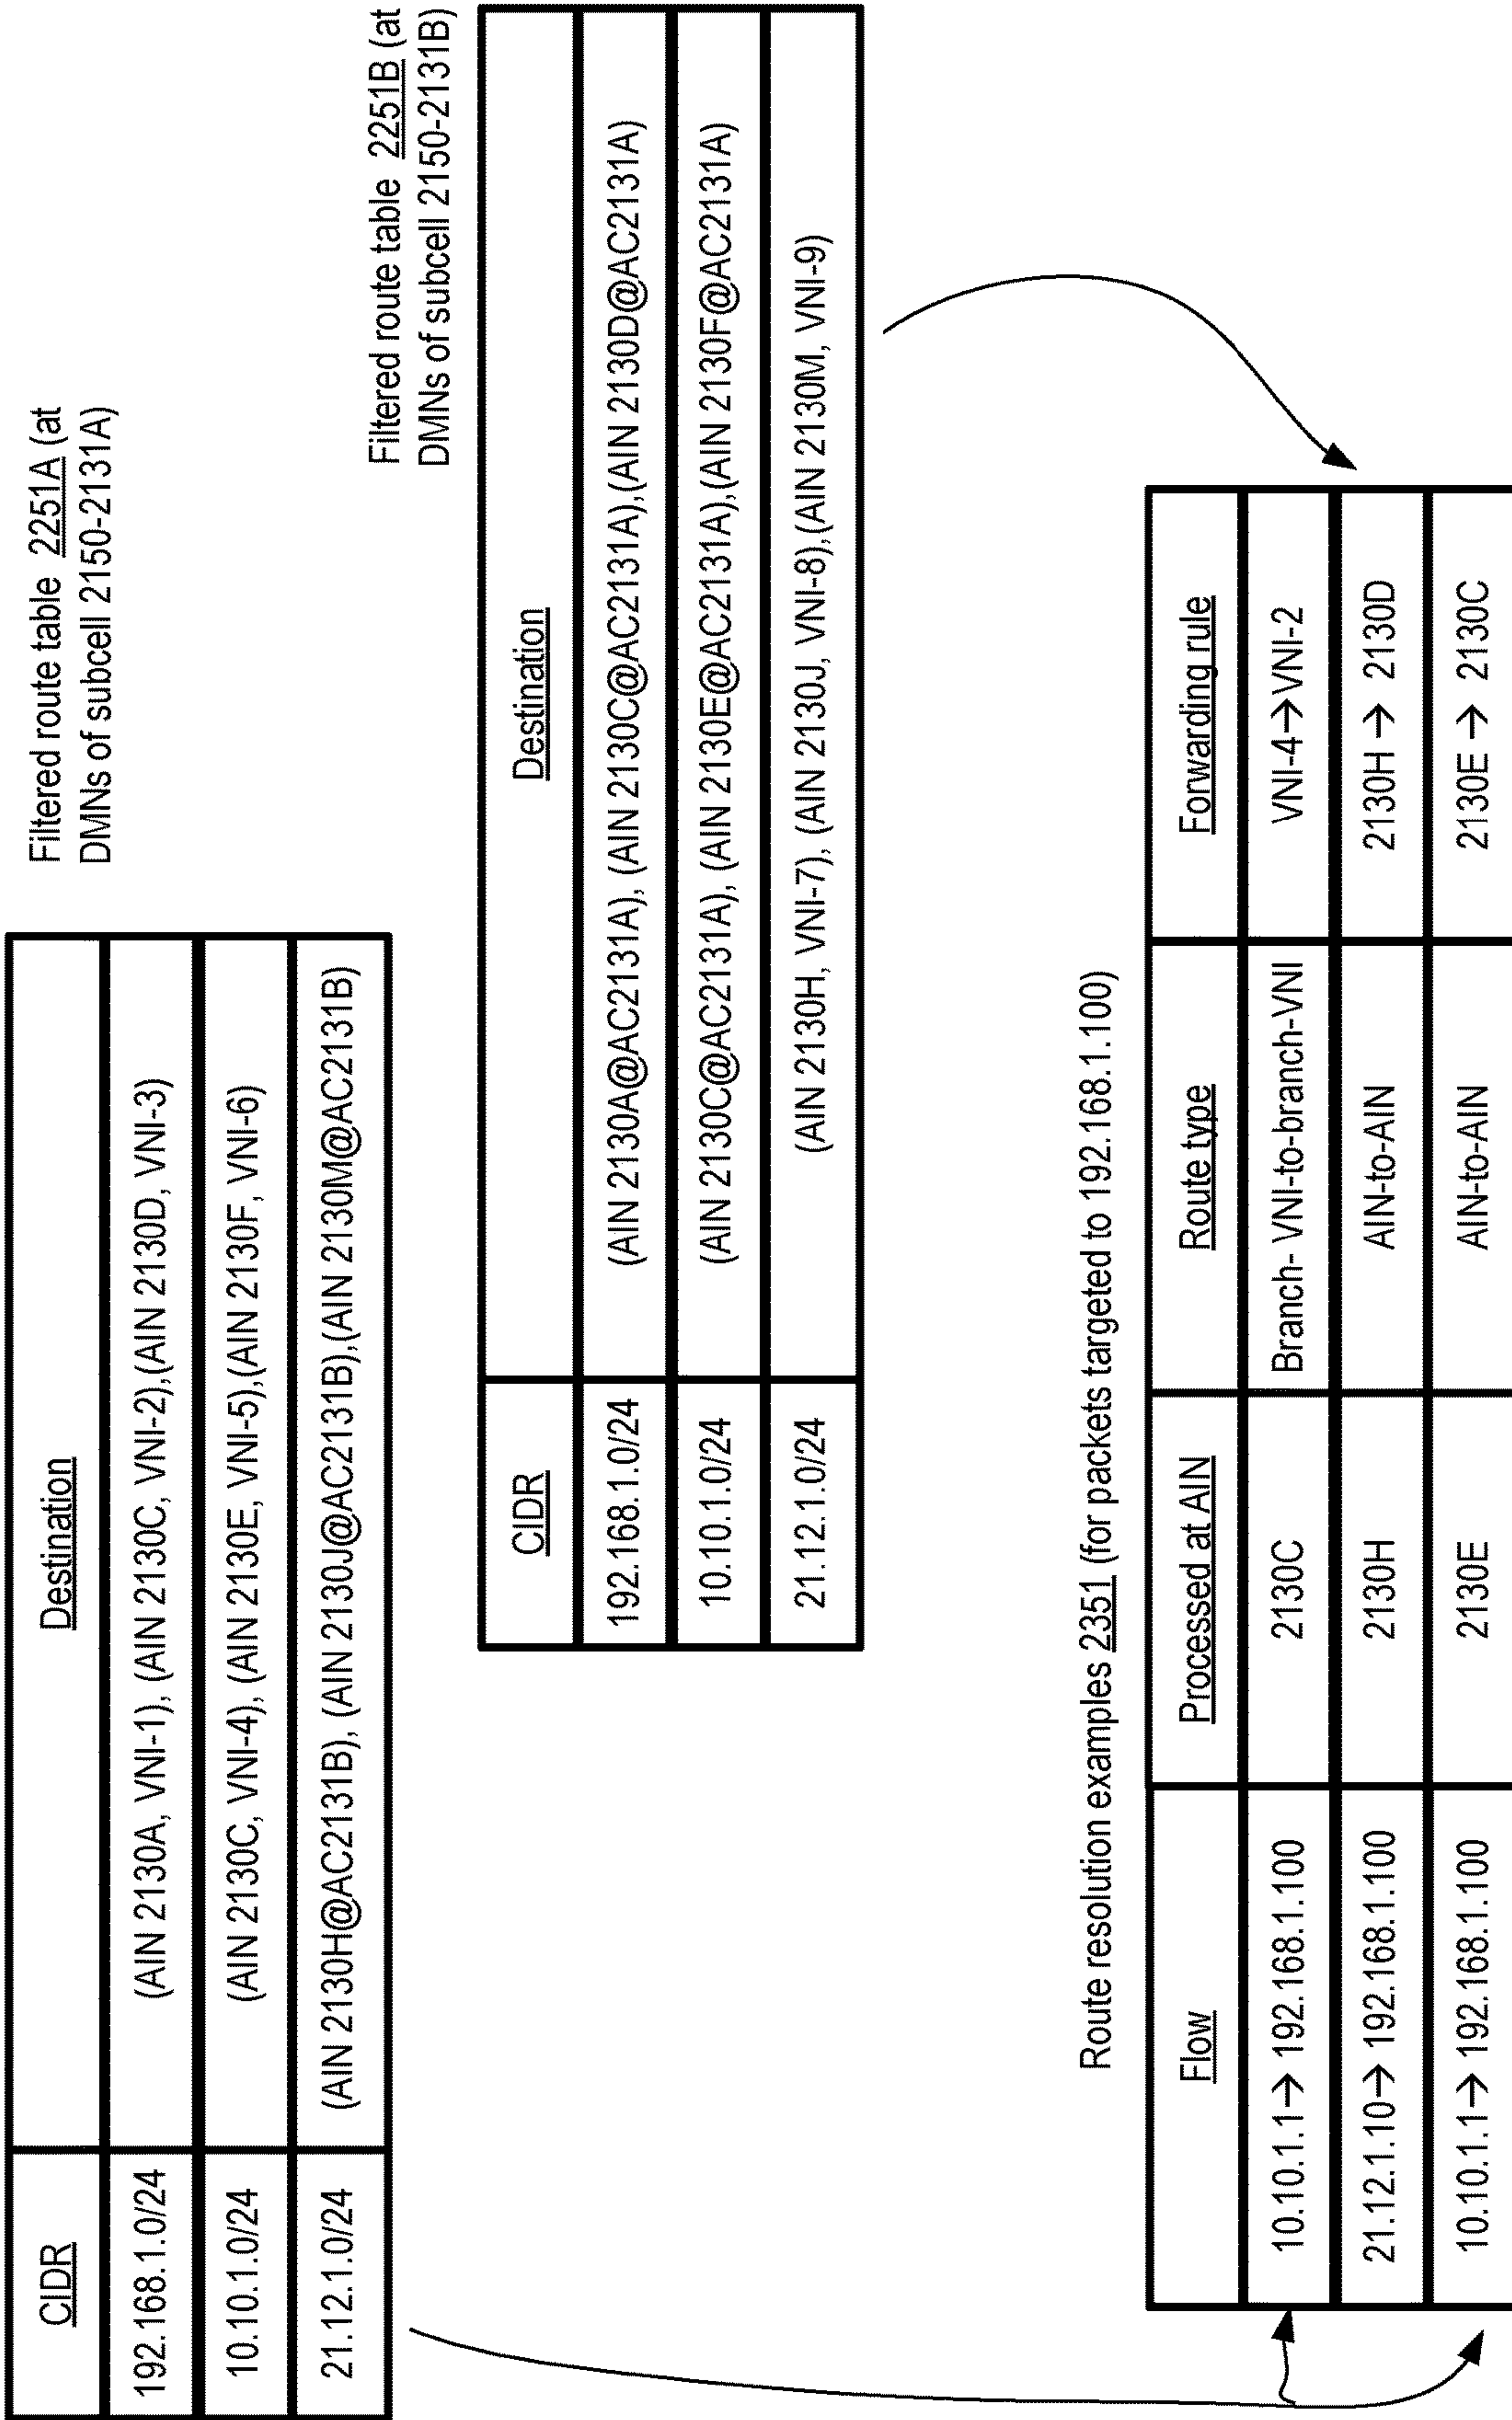 Filtered route table 2251A (at
DMNs of subcell 2150-2131A)
CIDR Destination
192.168.1.0/24 (AIN 2130A, VNI-1), (AIN 2130C, VNI-2),(AIN 2130D, VNI-3)
10.10.1.0/24 (AIN 2130C, VNI-4), (AIN 2130E, VNI-5),(AIN 2130F, VNI-6)
21.12.1.0/24 (AIN 2130H@AC2131B), (AIN 2130J@AC2131B),(AIN 2130M@AC2131B)
Filtered route table 2251B (at
DMNs of subcell 2150-2131B)
CIDR Destination
192.168.1.0/24 (AIN 2130A@AC2131A), (AIN 2130C@AC2131A),(AIN 2130D@AC2131A)
10.10.1.0/24 (AIN 2130C@AC2131A), (AIN 2130E@AC2131A),(AIN 2130F@AC2131A)
21.12.1.0/24 (AIN 2130H, VNI-7), (AIN 2130J, VNI-8),(AIN 2130M, VNI-9)
Route resolution examples 2351 (for packets targeted to 192.168.1.100)
Flow Processed at AIN Route type Forwarding rule
10.10.1.1→ 192.168.1.100 2130C Branch- VNI-to-branch-VNI VNI-4→VNI-2
21.12.1.10→ 192.168.1.100 2130H AIN-to-AIN 2130H → 2130D
10.10.1.1→ 192.168.1.100 2130E AIN-to-AIN 2130E → 2130C